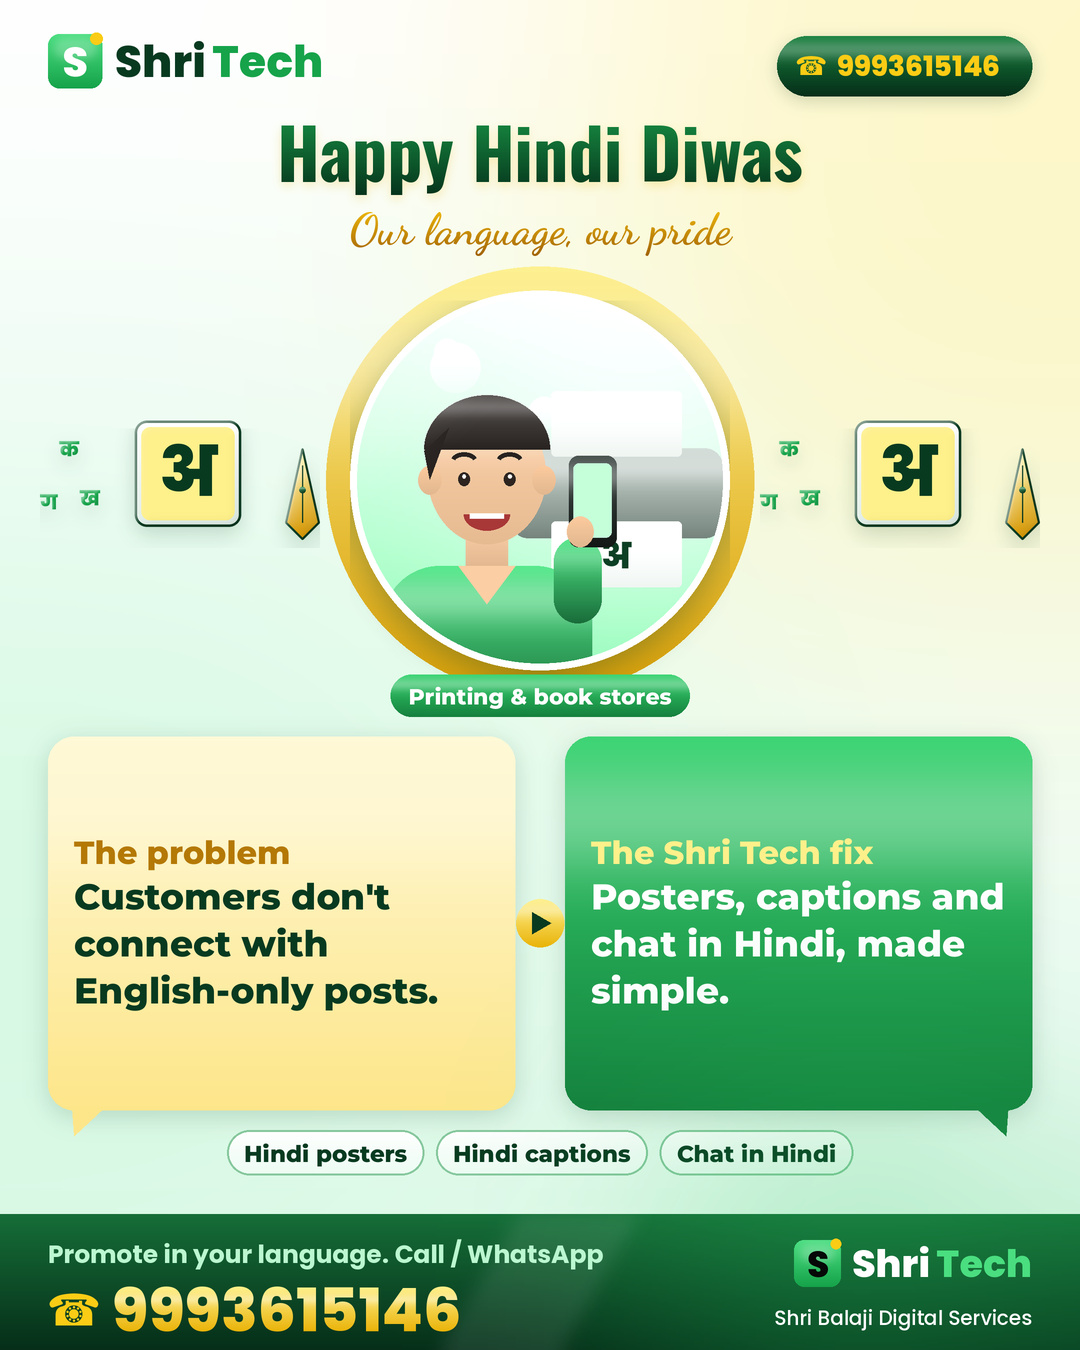 S Shri Tech
☎ 9993615146
Happy Hindi Diwas
Our language, our pride
क
ग ख
अ
अ
क
ग ख
अ
Printing & book stores
The problem
Customers don't
connect with
English-only posts.
The Shri Tech fix
Posters, captions and
chat in Hindi, made
simple.
Hindi posters
Hindi captions
Chat in Hindi
Promote in your language. Call / WhatsApp
☎ 9993615146
S Shri Tech
Shri Balaji Digital Services